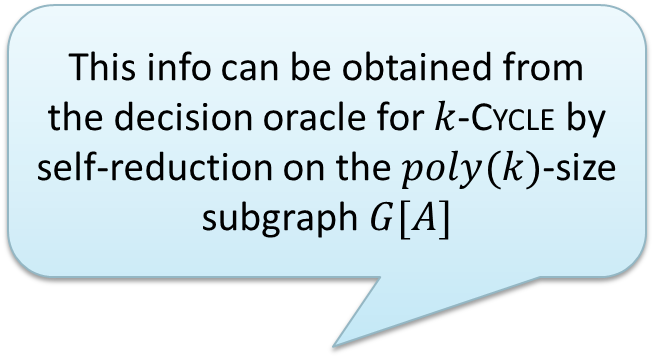 This info can be obtained from
the decision oracle for k-CYCLE by
self-reduction on the poly(k)-size
subgraph G[A]